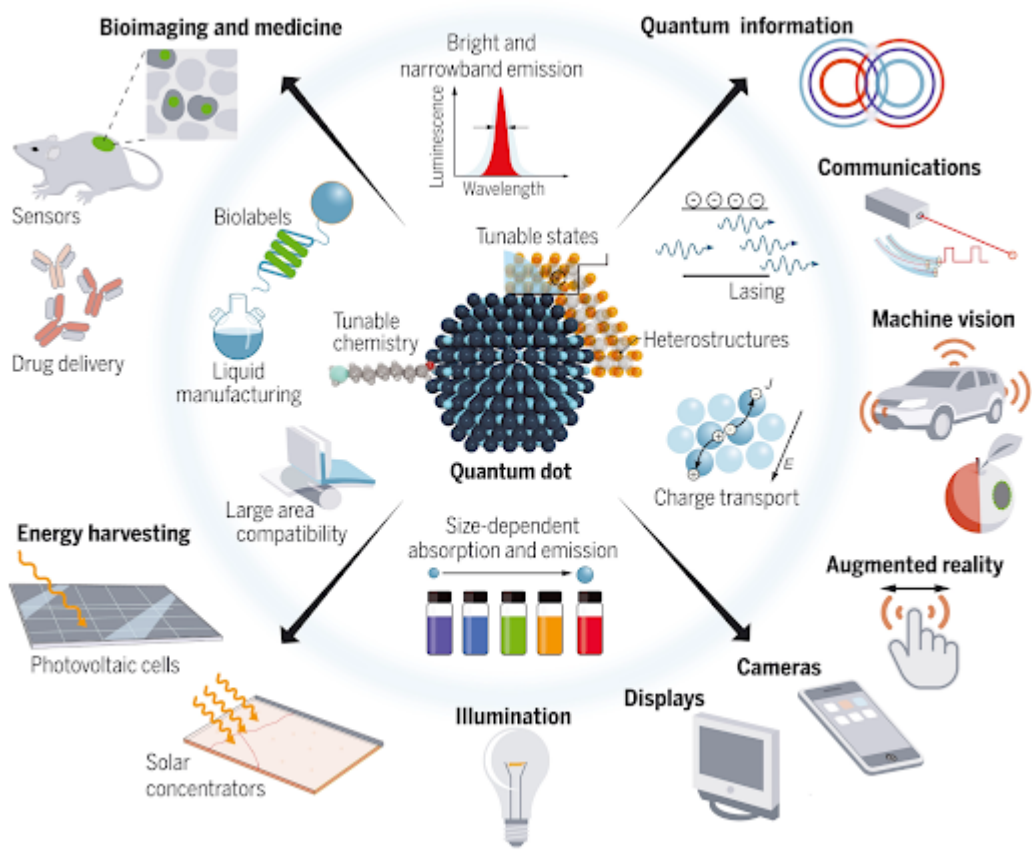 Bioimaging and medicine
Bright and
narrowband emission
Luminescence
Wavelength
Quantum information
Communications
Sensors
Biolabels
Tunable states
Lasing
Drug delivery
Liquid
manufacturing
Tunable
chemistry
Heterostructures
Machine vision
Quantum dot
J
E
Charge transport
Large area
compatibility
Energy harvesting
Size-dependent
absorption and emission
Augmented reality
Photovoltaic cells
Solar
concentrators
Illumination
Displays
Cameras